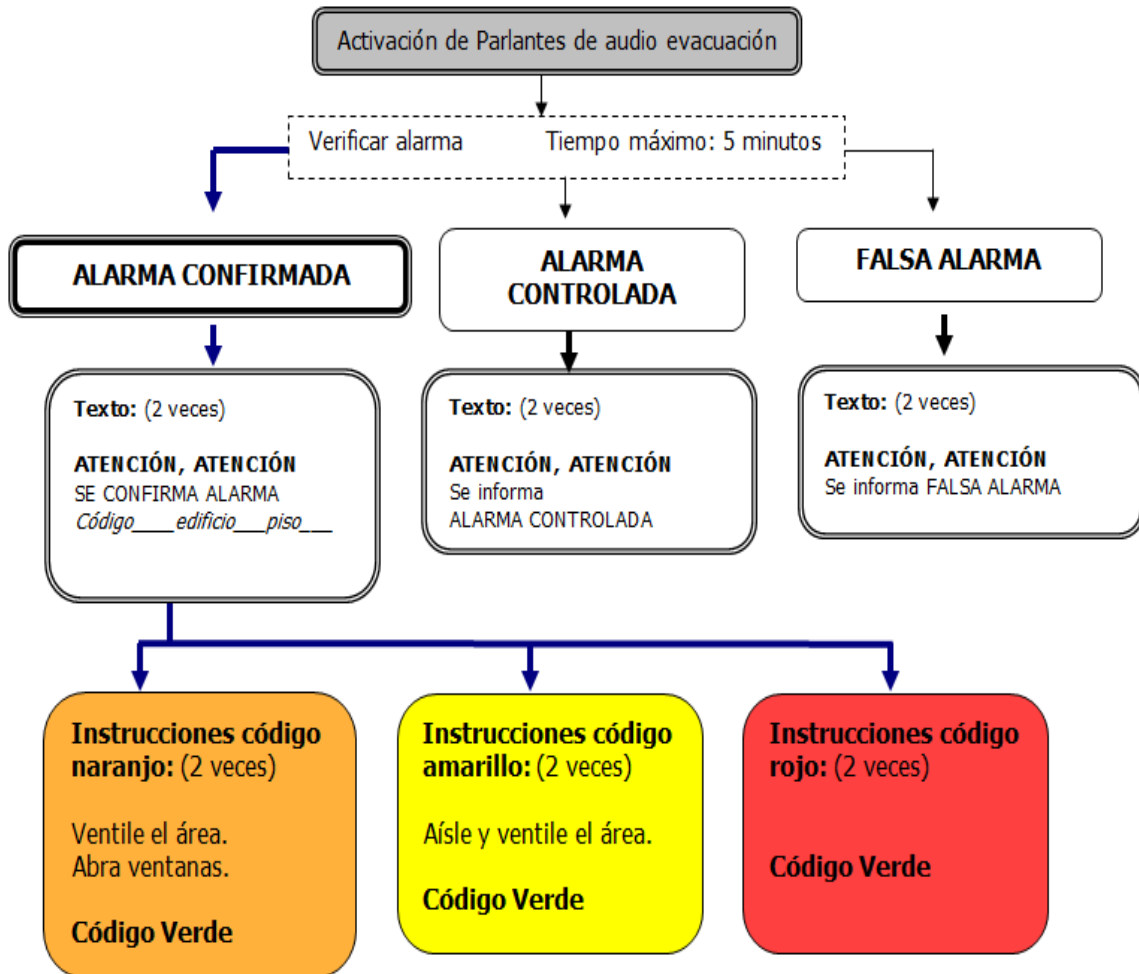 Activación de Parlantes de audio evacuación
Verificar alarma Tiempo máximo: 5 minutos
ALARMA CONFIRMADA
ALARMA
CONTROLADA
FALSA ALARMA
Texto: (2 veces)
ATENCIÓN, ATENCIÓN
SE CONFIRMA ALARMA
Código____edificio___piso___
Texto: (2 veces)
ATENCIÓN, ATENCIÓN
Se informa
ALARMA CONTROLADA
Texto: (2 veces)
ATENCIÓN, ATENCIÓN
Se informa FALSA ALARMA
Instrucciones código
naranjo: (2 veces)
Ventile el área.
Abra ventanas.
Código Verde
Instrucciones código
amarillo: (2 veces)
Aísle y ventile el área.
Código Verde
Instrucciones código
rojo: (2 veces)
Código Verde